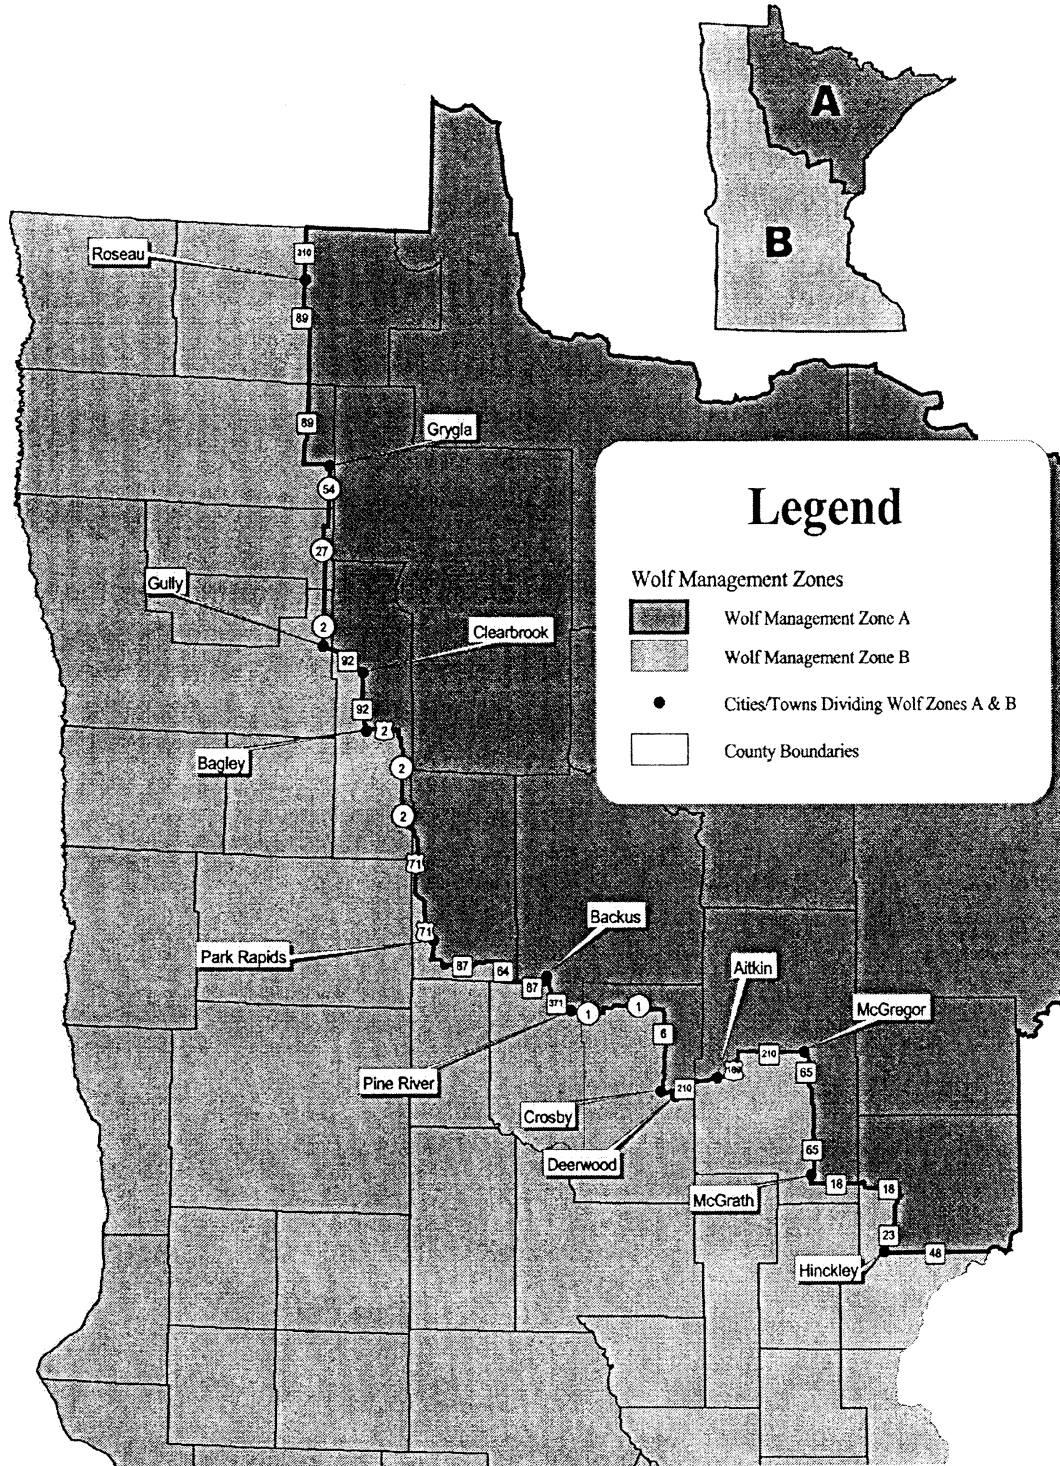 A
B
Roseau
310
89
89
Grygla
54
27
Gully
2
Clearbrook
92
92
2
Bagley
2
2
71
71
Park Rapids
87
64
87
Backus
371
1
1
6
Pine River
Crosby
210
Deerwood
Aitkin
169
210
McGregor
65
65
McGrath
18
18
23
Hinckley
48
Legend
Wolf Management Zones
Wolf Management Zone A
Wolf Management Zone B
Cities/Towns Dividing Wolf Zones A & B
County Boundaries